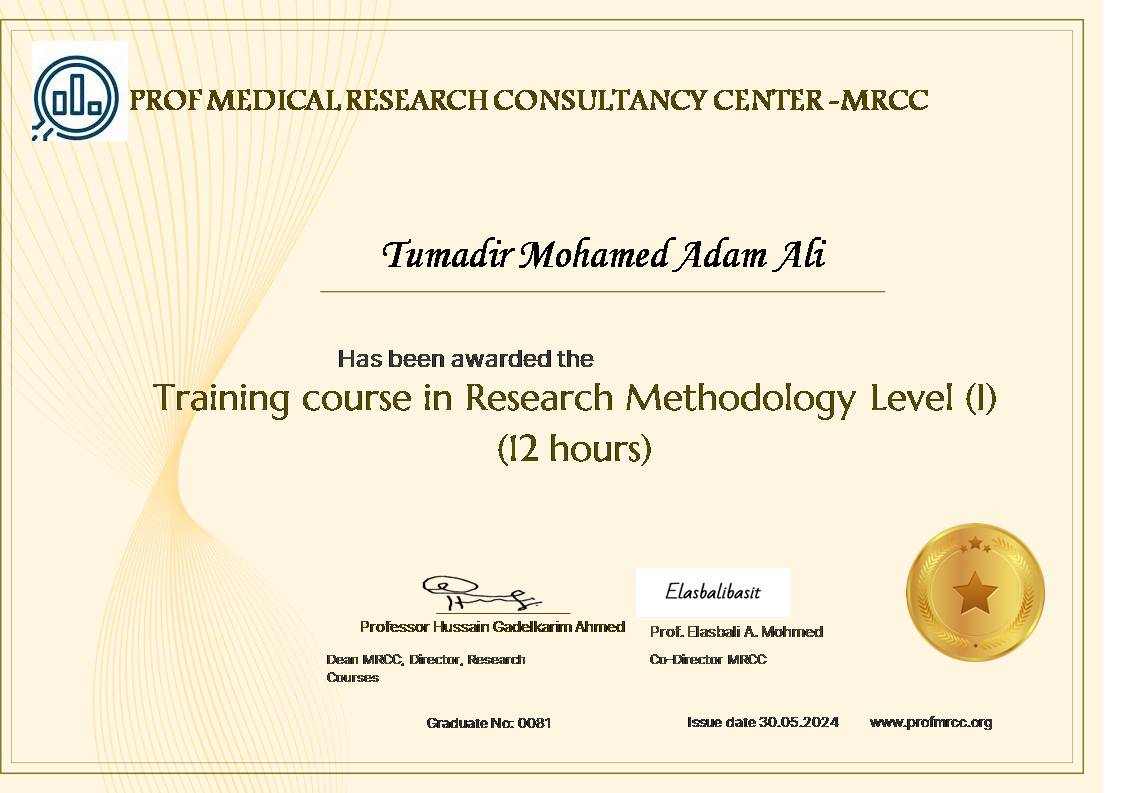 PROF MEDICAL RESEARCH CONSULTANCY CENTER -MRCC
Tumadir Mohamed Adam Ali
Has been awarded the
Training course in Research Methodology Level (I)
(12 hours)
Elasbalibasit
Professor Hussain Gadelkarim Ahmed
Prof. Elasbali A. Mohmed
Dean MRCC, Director, Research
Courses
Co-Director MRCC
Graduate No: 0081
Issue date 30.05.2024
www.profmrcc.org